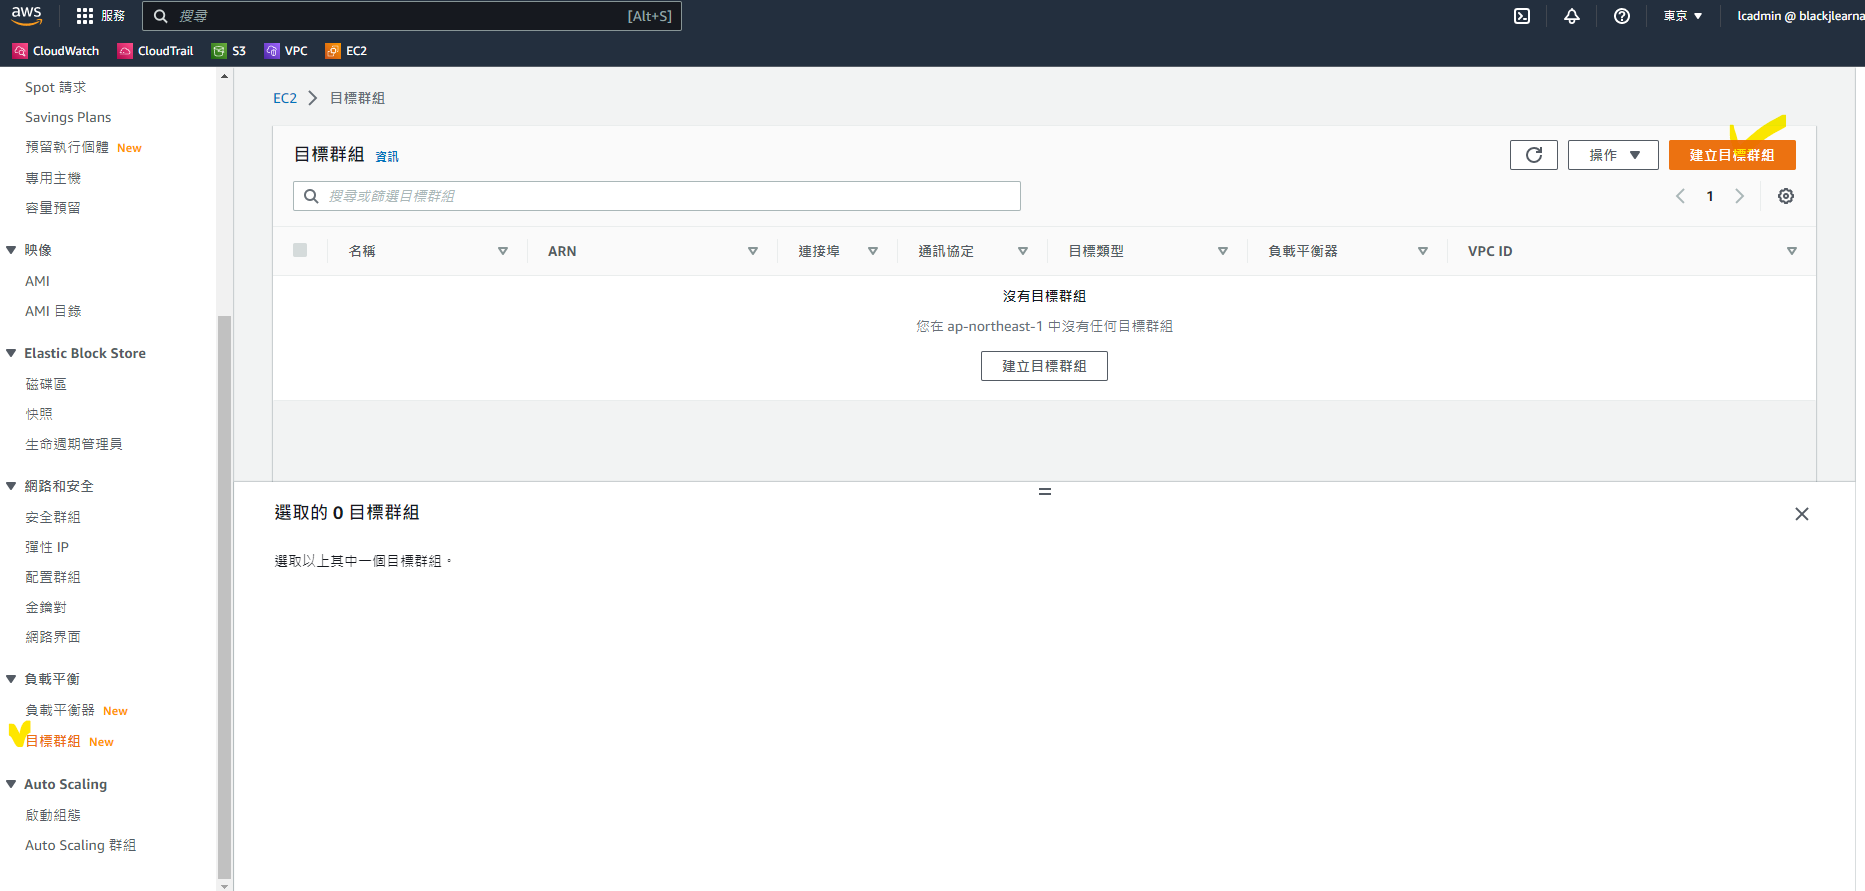 aws
服務
搜尋
[Alt+S]
東京
lcadmin @ blackjlearna
CloudWatch
CloudTrail
S3
VPC
EC2
Spot 請求
Savings Plans
預留執行個體 New
專用主機
容量預留
映像
AMI
AMI 目錄
Elastic Block Store
磁碟區
快照
生命週期管理員
網路和安全
安全群組
彈性 IP
配置群組
金鑰對
網路界面
負載平衡
負載平衡器 New
目標群組 New
Auto Scaling
啟動組態
Auto Scaling 群組
EC2
目標群組
目標群組 資訊
操作
建立目標群組
搜尋或篩選目標群組
1
名稱
ARN
連接埠
通訊協定
目標類型
負載平衡器
VPC ID
沒有目標群組
您在 ap-northeast-1 中沒有任何目標群組
建立目標群組
選取的 0 目標群組
選取以上其中一個目標群組。